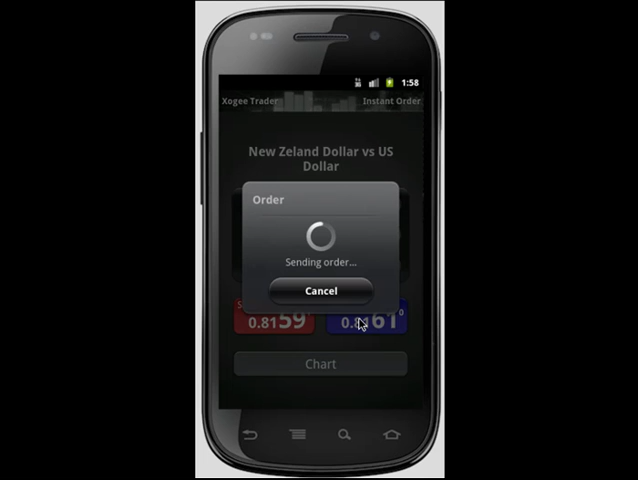 1:58
Xogee Trader Instant Order
New Zeland Dollar vs US
Dollar
Order
Sending order...
Cancel
0.8159 0.8161 0
Chart